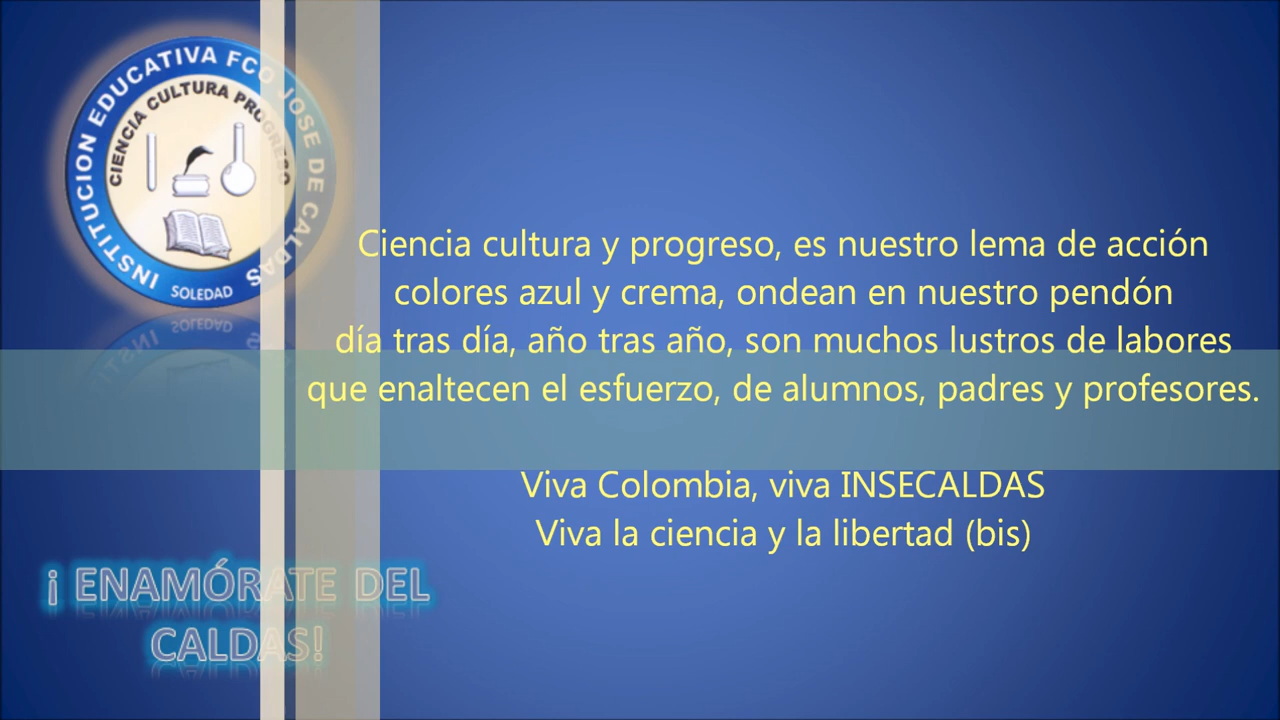 INSTITUCION EDUCATIVA FCO JOSE DE CALDAS
CIENCIA CULTURA PROGRESO
SOLEDAD
Ciencia cultura y progreso, es nuestro lema de acción
colores azul y crema, ondean en nuestro pendón
día tras día, año tras año, son muchos lustros de labores
que enaltecen el esfuerzo, de alumnos, padres y profesores.
Viva Colombia, viva INSECALDAS
Viva la ciencia y la libertad (bis)
¡ ENAMÓRATE DEL
CALDAS!